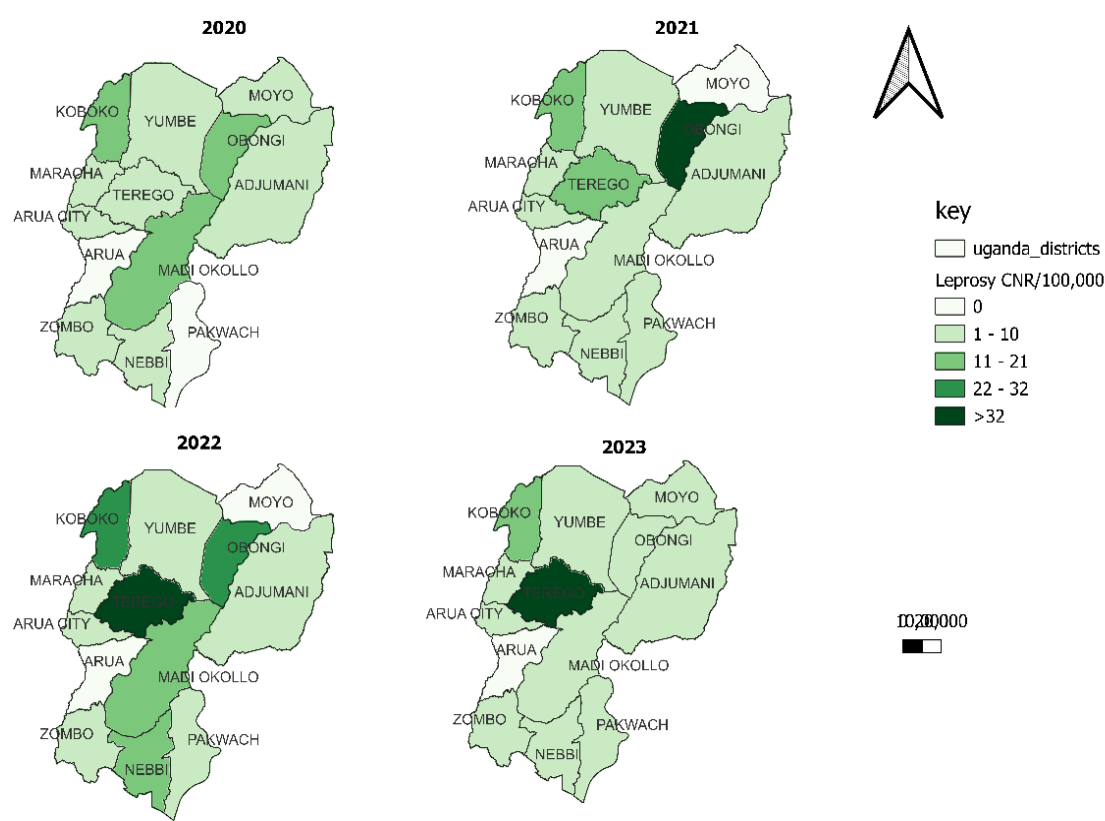 2020
KOBOKO
YUMBE
MOYO
OBONGI
MARACHA
TEREGO
ADJUMANI
ARUA CITY
ARUA
MADI OKOLLO
ZOMBO
PAKWACH
NEBBI
2021
KOBOKO
YUMBE
MOYO
OBONGI
MARACHA
TEREGO
ADJUMANI
ARUA CITY
ARUA
MADI OKOLLO
ZOMBO
PAKWACH
NEBBI
key
uganda_districts
Leprosy CNR/100,000
0
1 - 10
11 - 21
22 - 32
>32
2022
KOBOKO
YUMBE
MOYO
OBONGI
MARACHA
TEREGO
ADJUMANI
ARUA CITY
ARUA
MADI OKOLLO
ZOMBO
PAKWACH
NEBBI
2023
KOBOKO
YUMBE
MOYO
OBONGI
MARACHA
TEREGO
ADJUMANI
ARUA CITY
ARUA
MADI OKOLLO
ZOMBO
PAKWACH
NEBBI